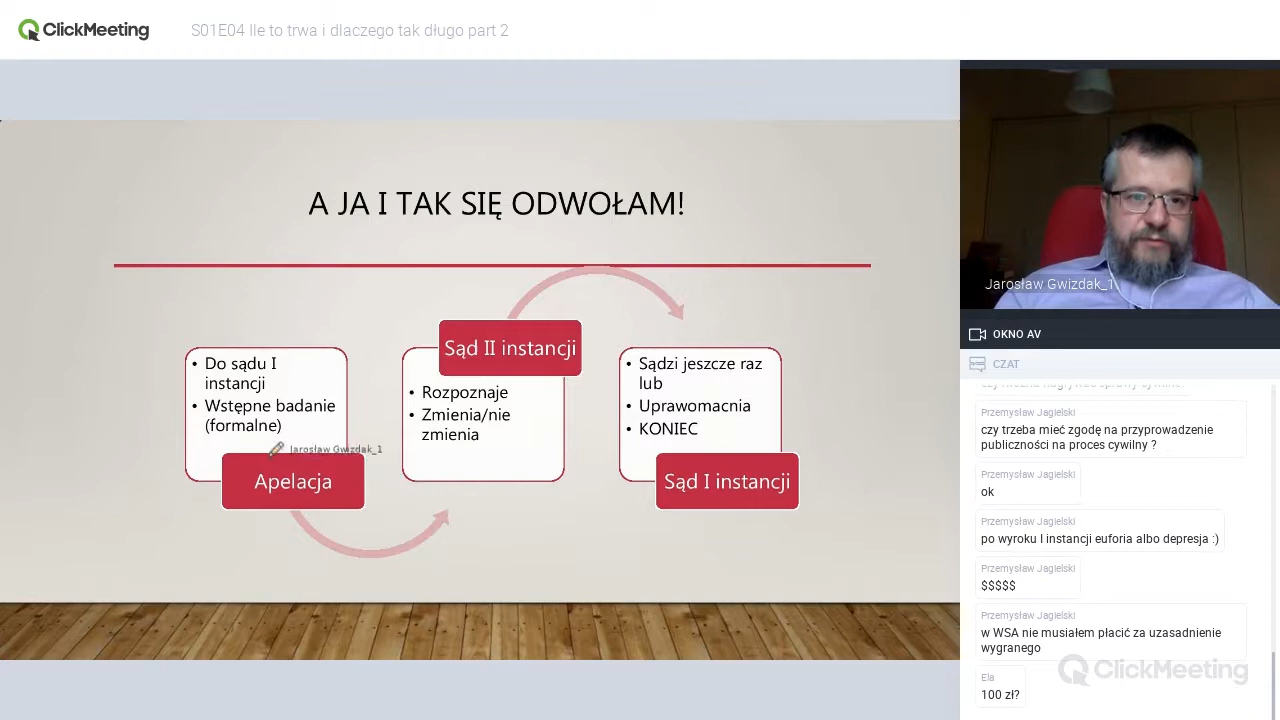 ClickMeeting
S01E04 Ile to trwa i dlaczego tak długo part 2
A JA I TAK SIĘ ODWOŁAM!
• Do sądu I
instancji
• Wstępne badanie
(formalne)
Jarosław Gwizdak_1
Apelacja
Sąd II instancji
• Rozpoznaje
• Zmienia/nie
zmienia
• Sądzi jeszcze raz
lub
• Uprawomacnia
• KONIEC
Sąd I instancji
Jarosław Gwizdak_1
OKNO AV
CZAT
Przemysław Jagielski
czy trzeba mieć zgodę na przyprowadzenie
publiczności na proces cywilny ?
Przemysław Jagielski
ok
Przemysław Jagielski
po wyroku I instancji euforia albo depresja :)
Przemysław Jagielski
$$$$$
Przemysław Jagielski
w WSA nie musiałem płacić za uzasadnienie
wygranego
ClickMeeting
Ela
100 zł?